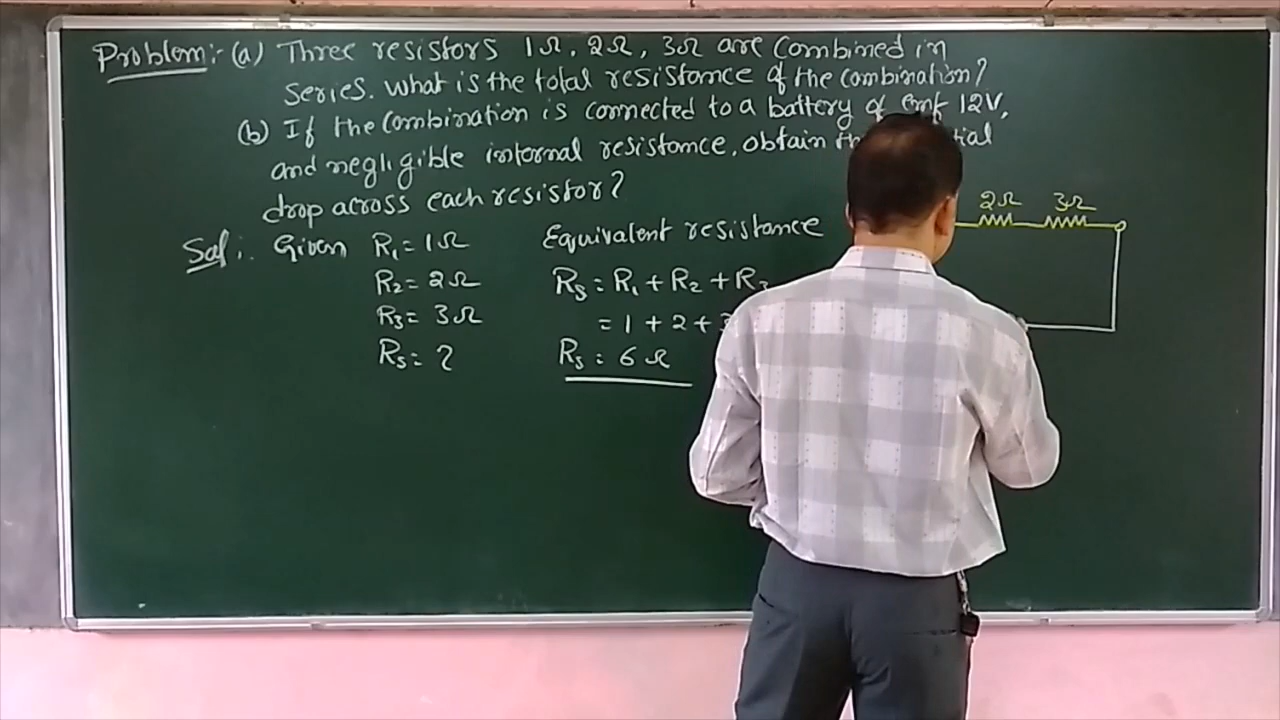 Problem:- (a) Three resistors 1Ω, 2Ω, 3Ω are combined in
series. What is the total resistance of the combination?
(b) If the combination is connected to a battery of emf 12V,
and negligible internal resistance, obtain
drop across each resistor?
2Ω 3Ω
Sol:. Given R₁ = 1Ω Equivalent resistance
R₂ = 2Ω Rs = R₁ + R₂ + R₃
R₃ = 3Ω = 1 + 2 +
Rs = ? Rs = 6Ω